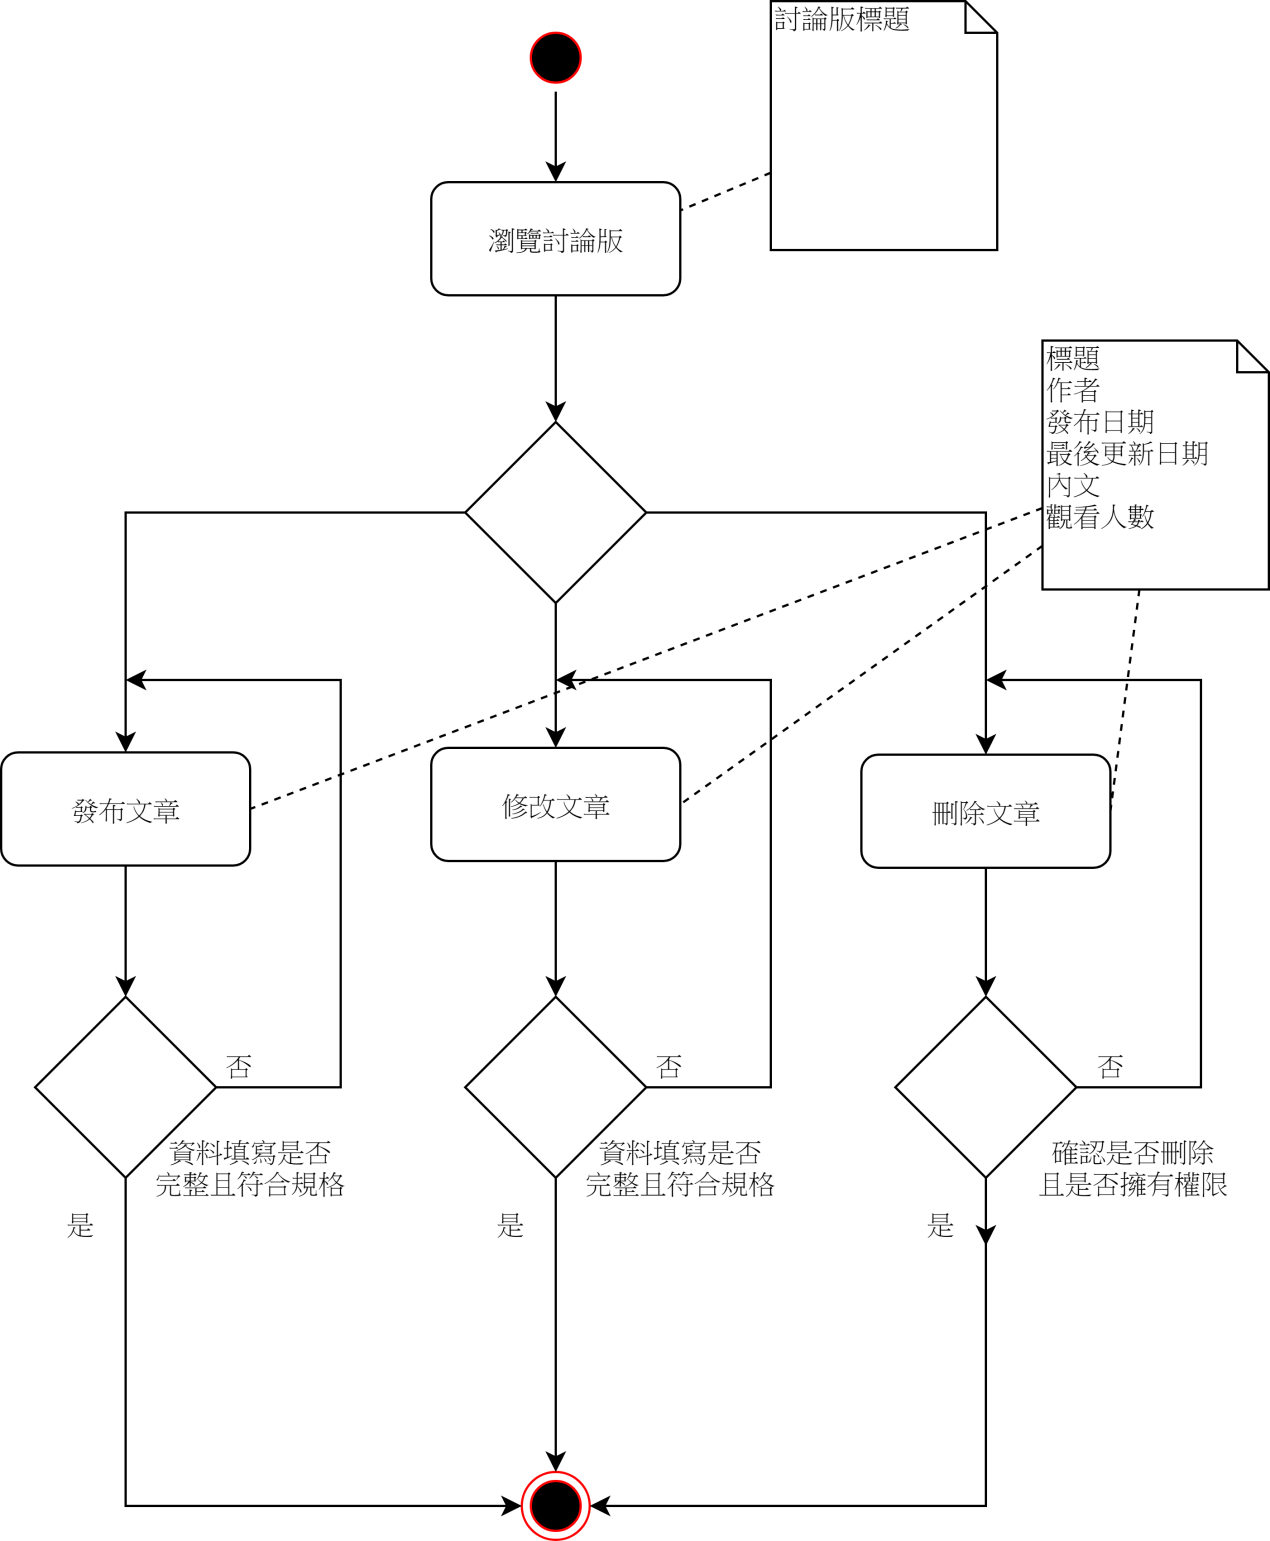 討論版標題
瀏覽討論版
標題
作者
發布日期
最後更新日期
內文
觀看人數
發布文章
修改文章
刪除文章
否
否
否
資料填寫是否
完整且符合規格
資料填寫是否
完整且符合規格
確認是否刪除
且是否擁有權限
是
是
是